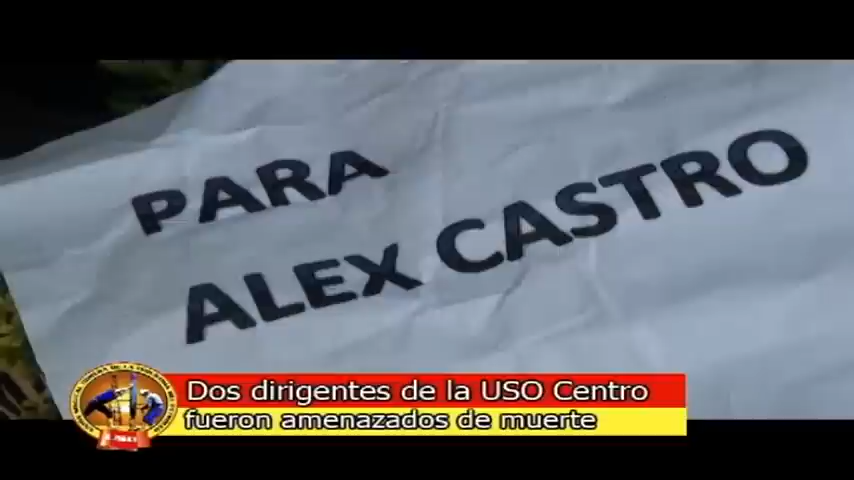 PARA
ALEX CASTRO
Dos dirigentes de la USO Centro
fueron amenazados de muerte